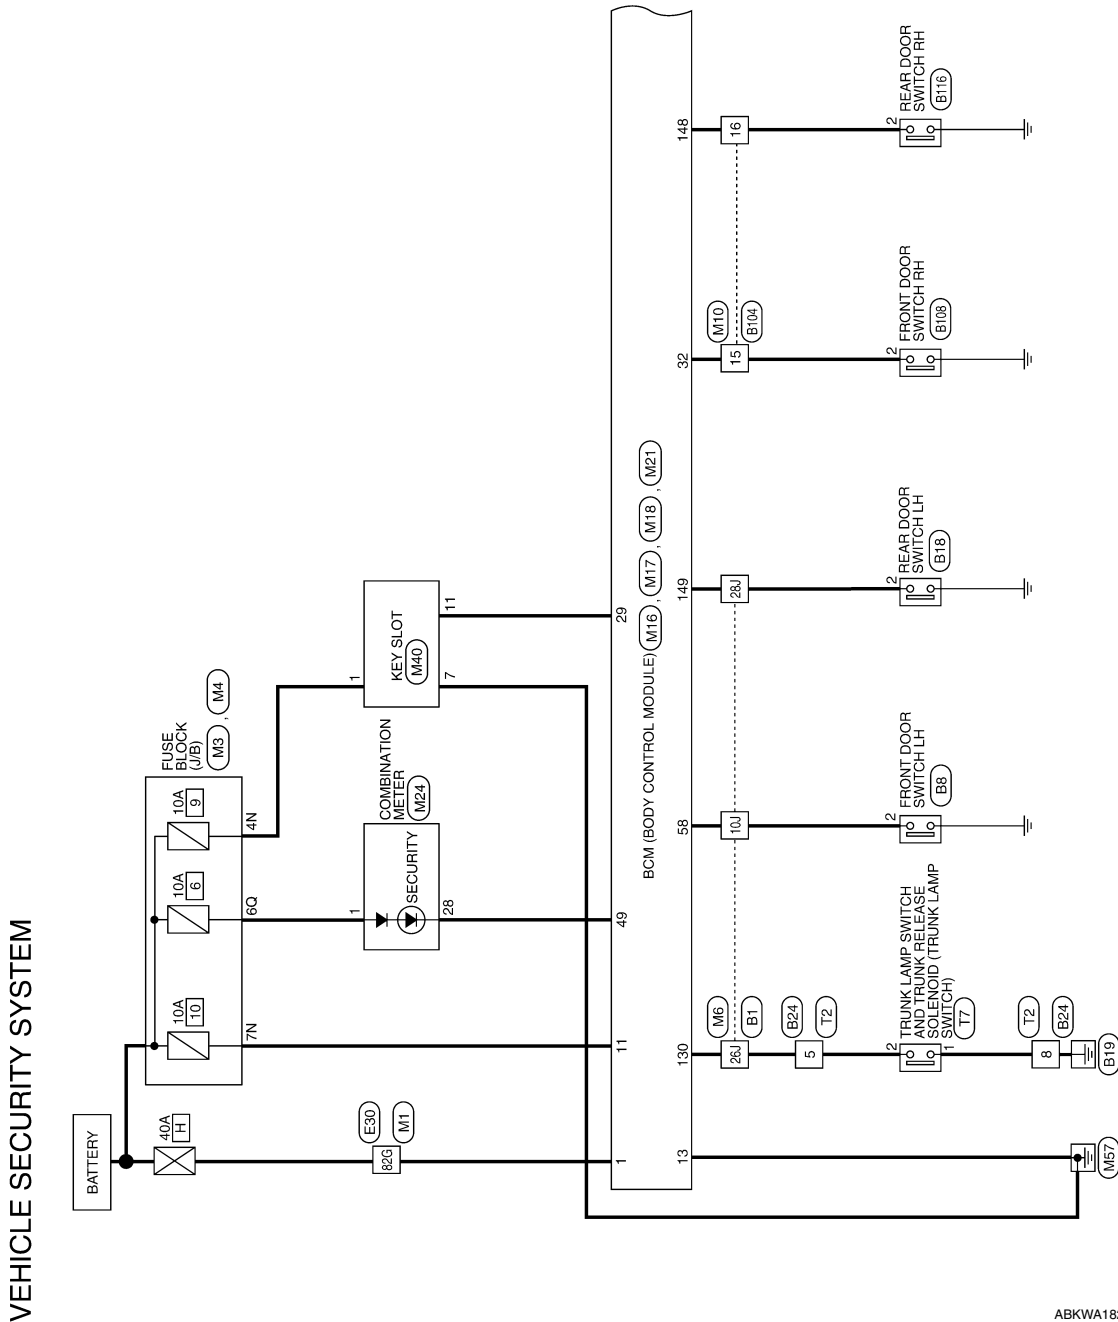 VEHICLE SECURITY SYSTEM
BATTERY
40A
H
E30
82G
M1
FUSE
BLOCK
(J/B)
M3 , M4
10A
10
7N
10A
6
6Q
10A
9
4N
COMBINATION
METER
M24
1
SECURITY
28
KEY SLOT
M40
1
7
11
1
11
49
29
BCM (BODY CONTROL MODULE) M16 , M17 , M18 , M21
13
130
58
149
32
148
M6
26J
B1
10J
28J
M10
15
B104
16
B24
5
T2
2
TRUNK LAMP SWITCH
AND TRUNK RELEASE
SOLENOID (TRUNK LAMP
SWITCH)
T7
1
2
FRONT DOOR
SWITCH LH
B8
2
REAR DOOR
SWITCH LH
B18
2
FRONT DOOR
SWITCH RH
B108
2
REAR DOOR
SWITCH RH
B116
T2
8
B24
M57
B19